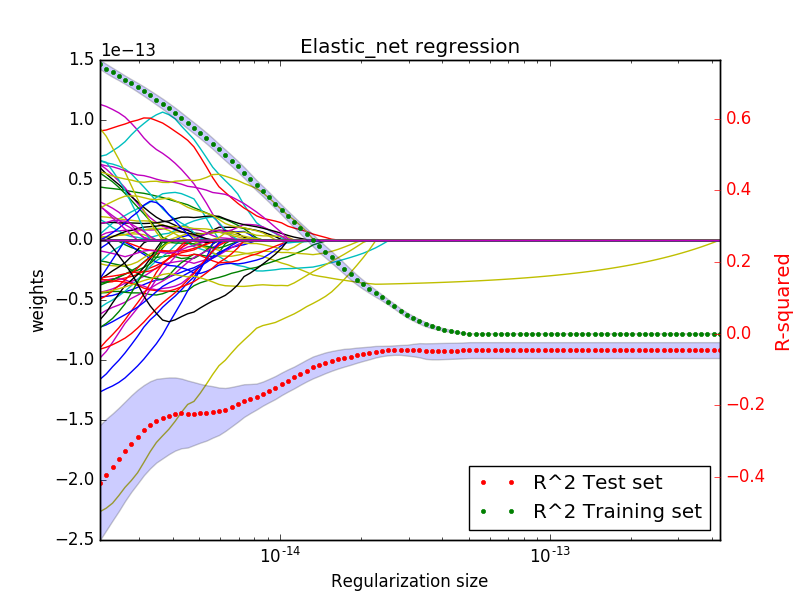 Elastic_net regression
1e−13
1.5
1.0
0.5
0.0
−0.5
−1.0
−1.5
−2.0
−2.5
weights
0.6
0.4
0.2
0.0
−0.2
−0.4
R-squared
R^2 Test set
R^2 Training set
10^-14
10^-13
Regularization size